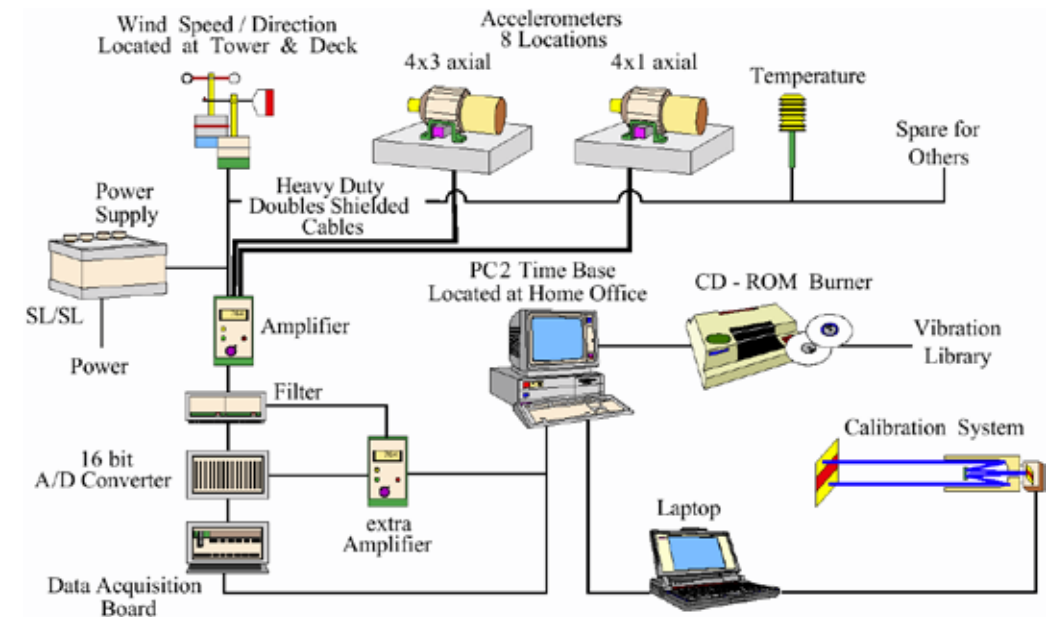 Wind Speed / Direction
Located at Tower & Deck
Accelerometers
8 Locations
4x3 axial
4x1 axial
Temperature
Spare for
Others
Heavy Duty
Doubles Shielded
Cables
Power
Supply
SL/SL
Power
Amplifier
PC2 Time Base
Located at Home Office
CD - ROM Burner
Vibration
Library
Filter
16 bit
A/D Converter
extra
Amplifier
Calibration System
Laptop
Data Acquisition
Board